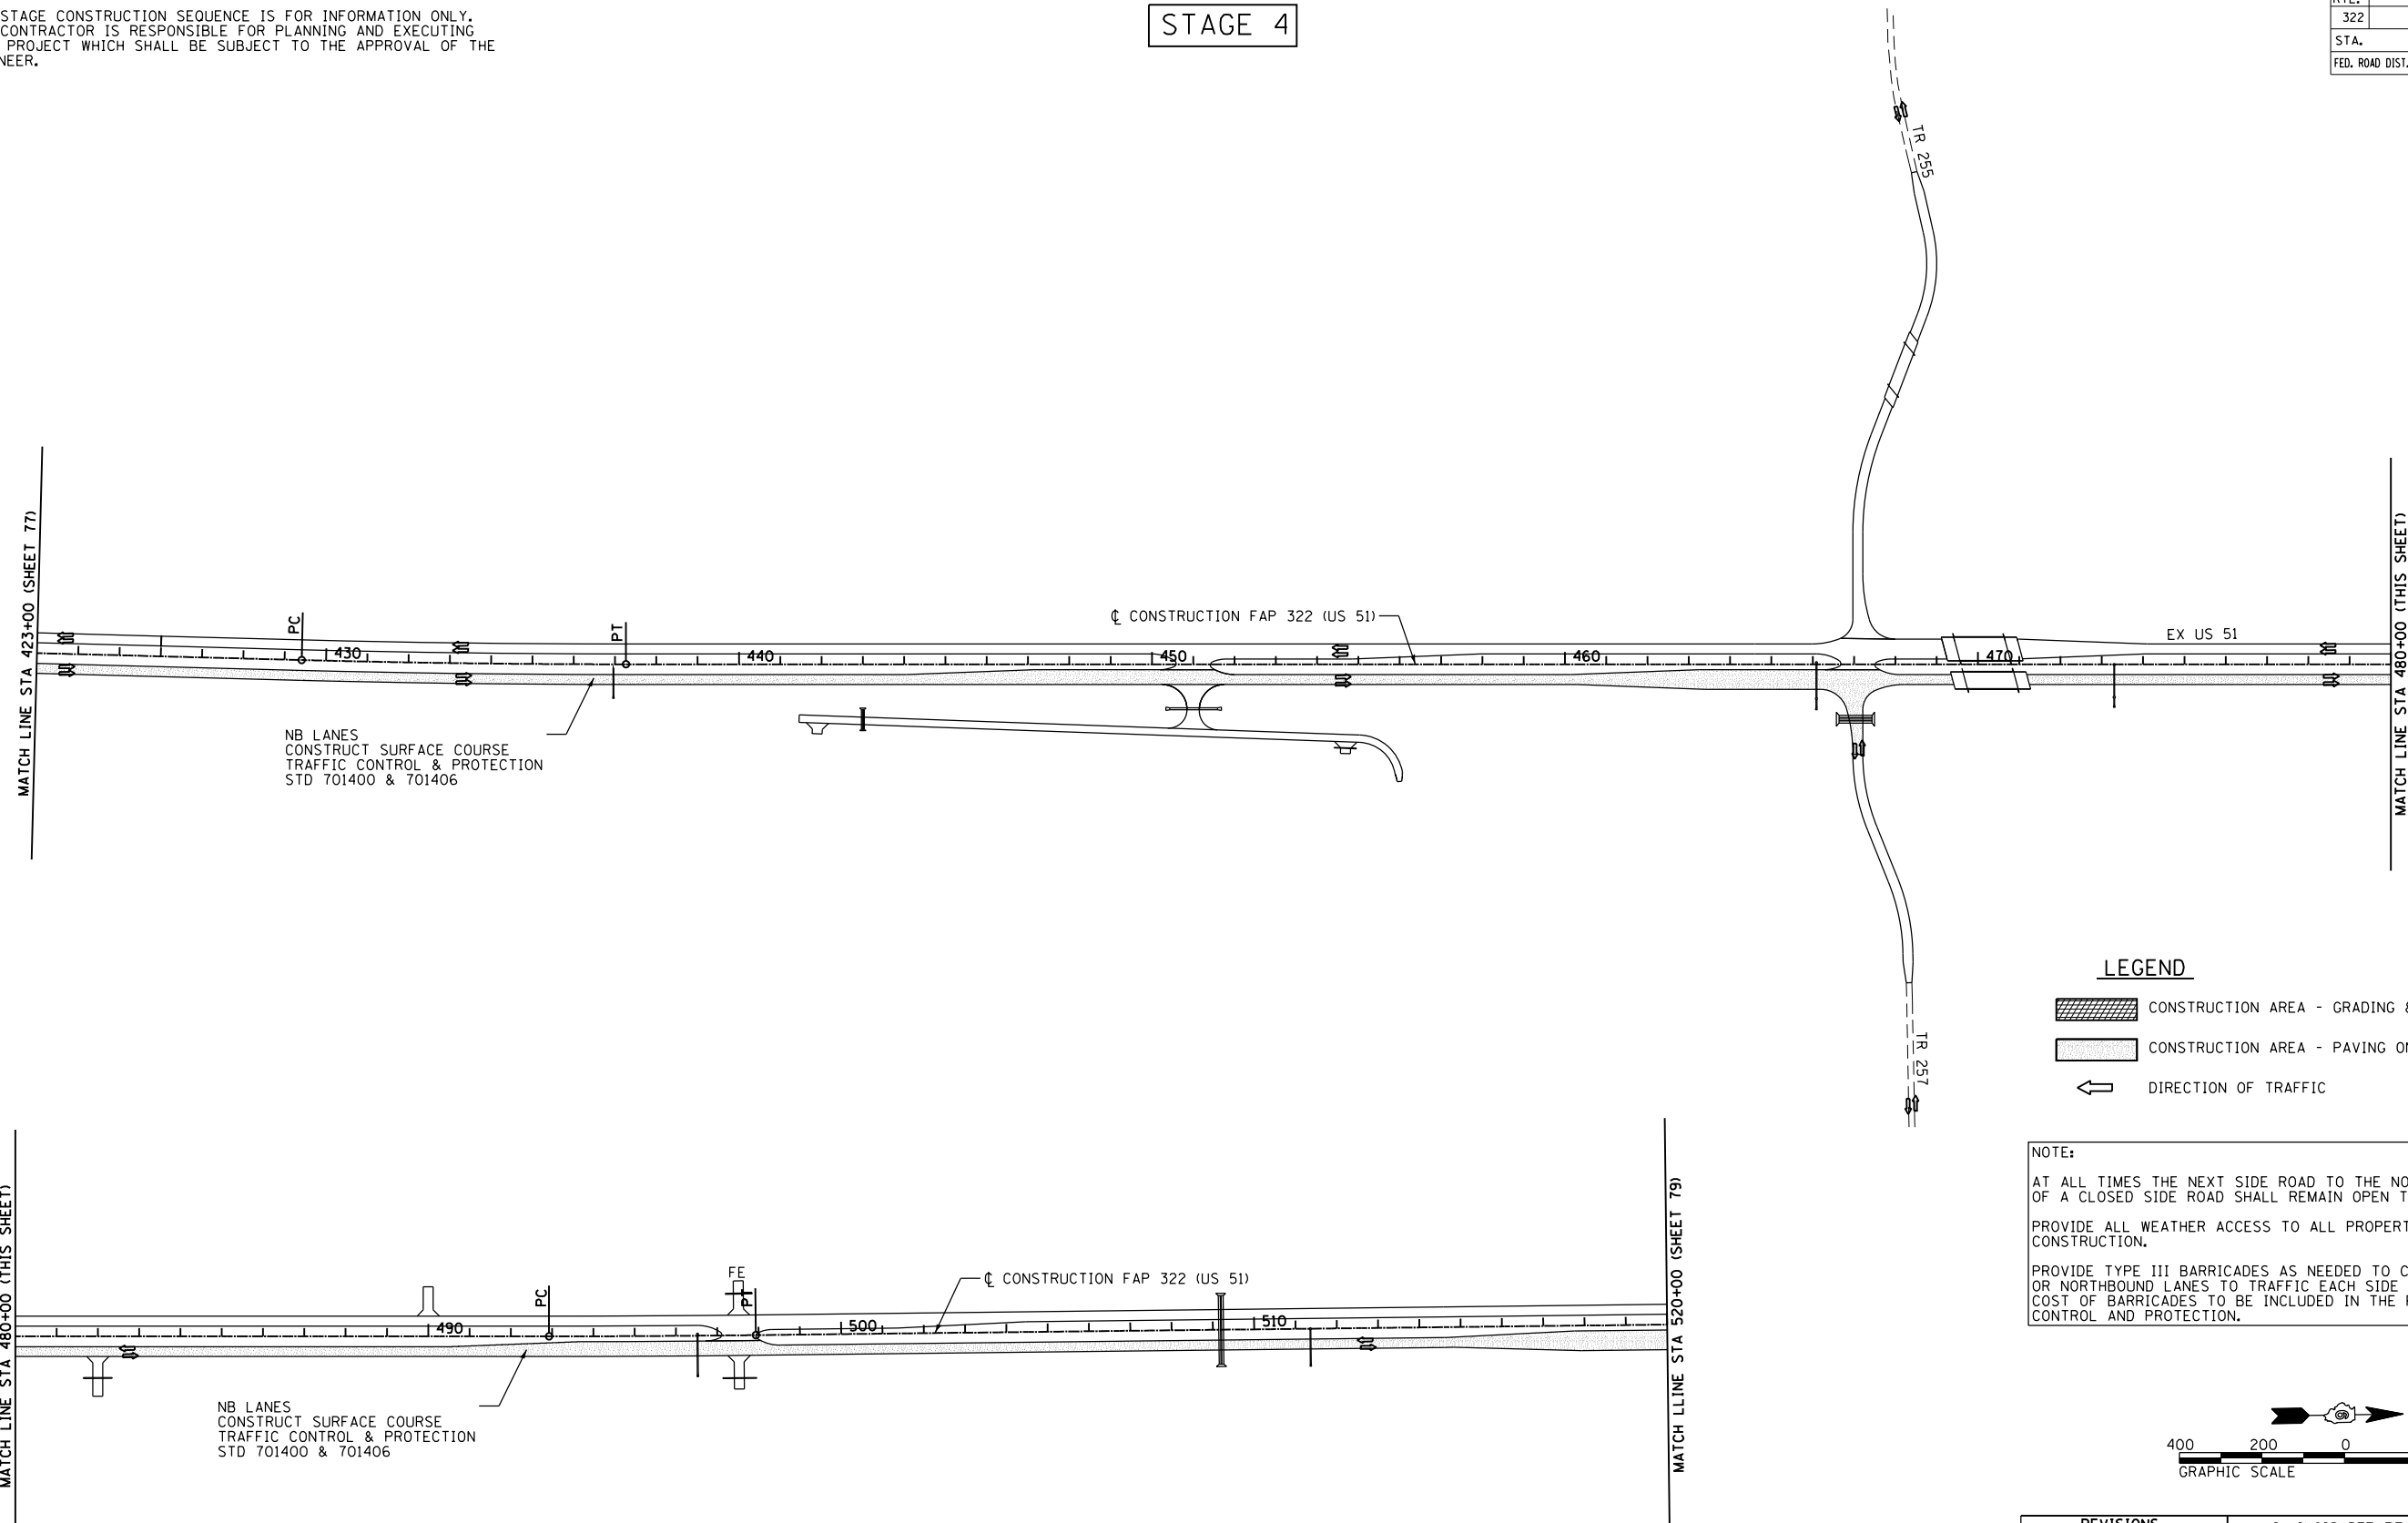 STAGE CONSTRUCTION SEQUENCE IS FOR INFORMATION ONLY.
CONTRACTOR IS RESPONSIBLE FOR PLANNING AND EXECUTING
PROJECT WHICH SHALL BE SUBJECT TO THE APPROVAL OF THE
NEER.
STAGE 4
RTE.
322
STA.
FED. ROAD DIST.
TR 255
MATCH LINE STA 423+00 (SHEET 77)
PC
430
PT
440
450
℄ CONSTRUCTION FAP 322 (US 51)
460
470
EX US 51
MATCH LINE STA 480+00 (THIS SHEET)
NB LANES
CONSTRUCT SURFACE COURSE
TRAFFIC CONTROL & PROTECTION
STD 701400 & 701406
TR 257
LEGEND
CONSTRUCTION AREA - GRADING &
CONSTRUCTION AREA - PAVING
DIRECTION OF TRAFFIC
MATCH LINE STA 480+00 (THIS SHEET)
490
PC
FE
PT
500
℄ CONSTRUCTION FAP 322 (US 51)
510
MATCH LLINE STA 520+00 (SHEET 79)
NB LANES
CONSTRUCT SURFACE COURSE
TRAFFIC CONTROL & PROTECTION
STD 701400 & 701406
NOTE:
AT ALL TIMES THE NEXT SIDE ROAD TO THE NO
OF A CLOSED SIDE ROAD SHALL REMAIN OPEN T
PROVIDE ALL WEATHER ACCESS TO ALL PROPERT
CONSTRUCTION.
PROVIDE TYPE III BARRICADES AS NEEDED TO C
OR NORTHBOUND LANES TO TRAFFIC EACH SIDE
COST OF BARRICADES TO BE INCLUDED IN THE
CONTROL AND PROTECTION.
400 200 0
GRAPHIC SCALE
REVISIONS